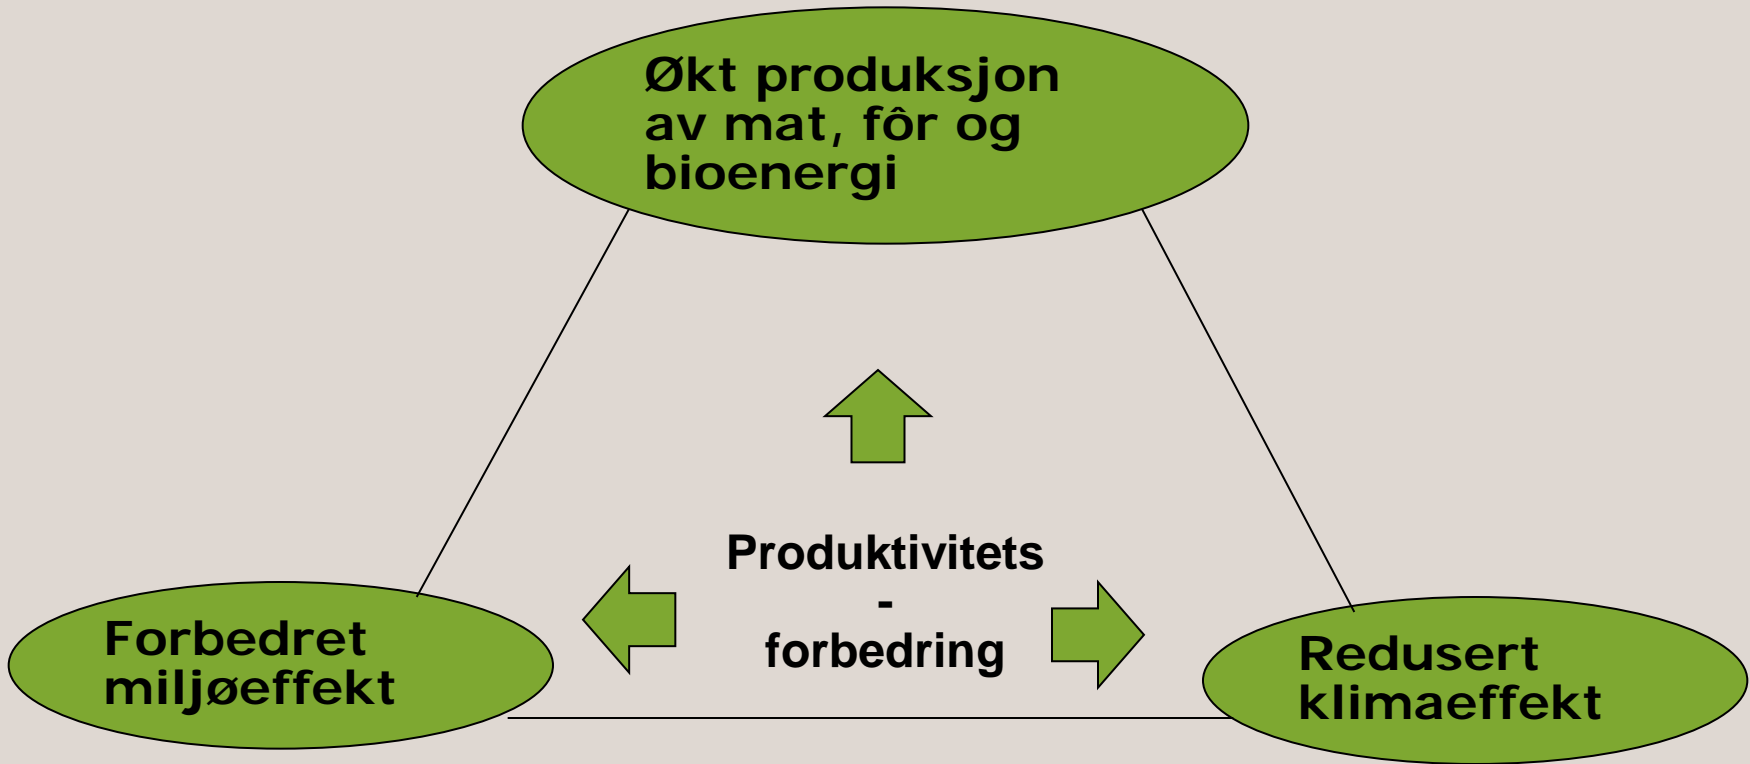 Økt produksjon
av mat, fôr og
bioenergi
Produktivitets
-
forbedring
Forbedret
miljøeffekt
Redusert
klimaeffekt